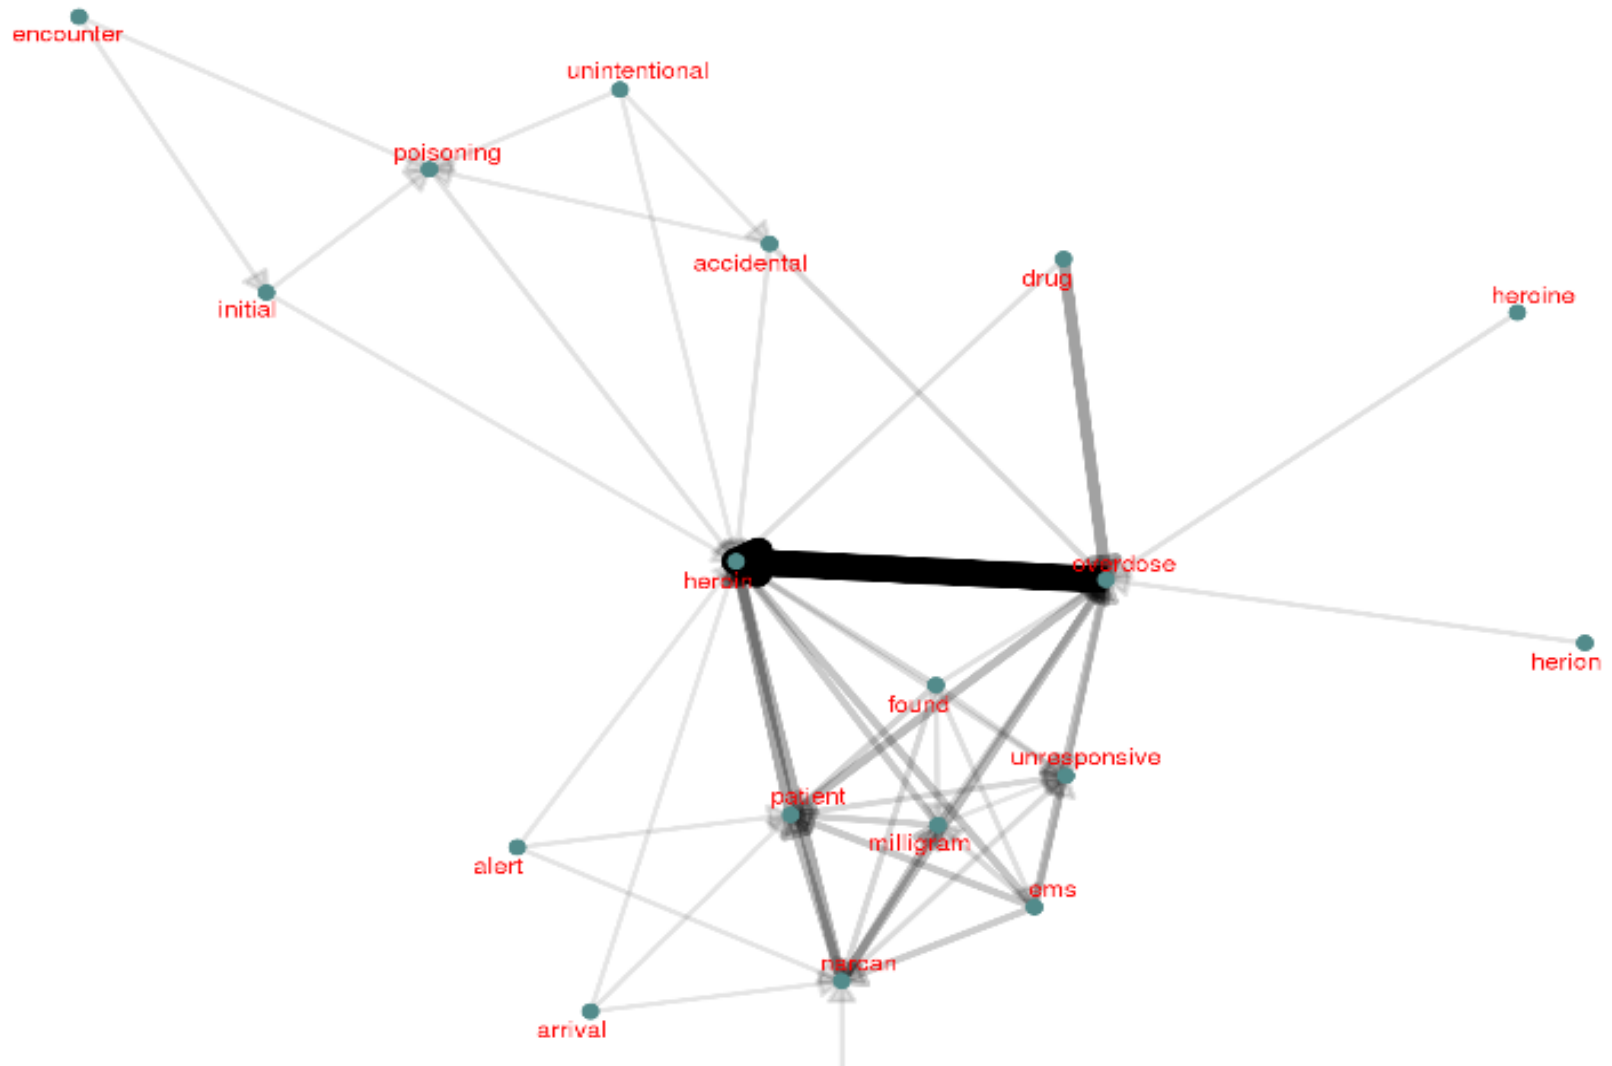 encounter
unintentional
poisoning
accidental
drug
initial
heroine
heroin
overdose
herion
found
unresponsive
patient
milligram
alert
ems
narcan
arrival